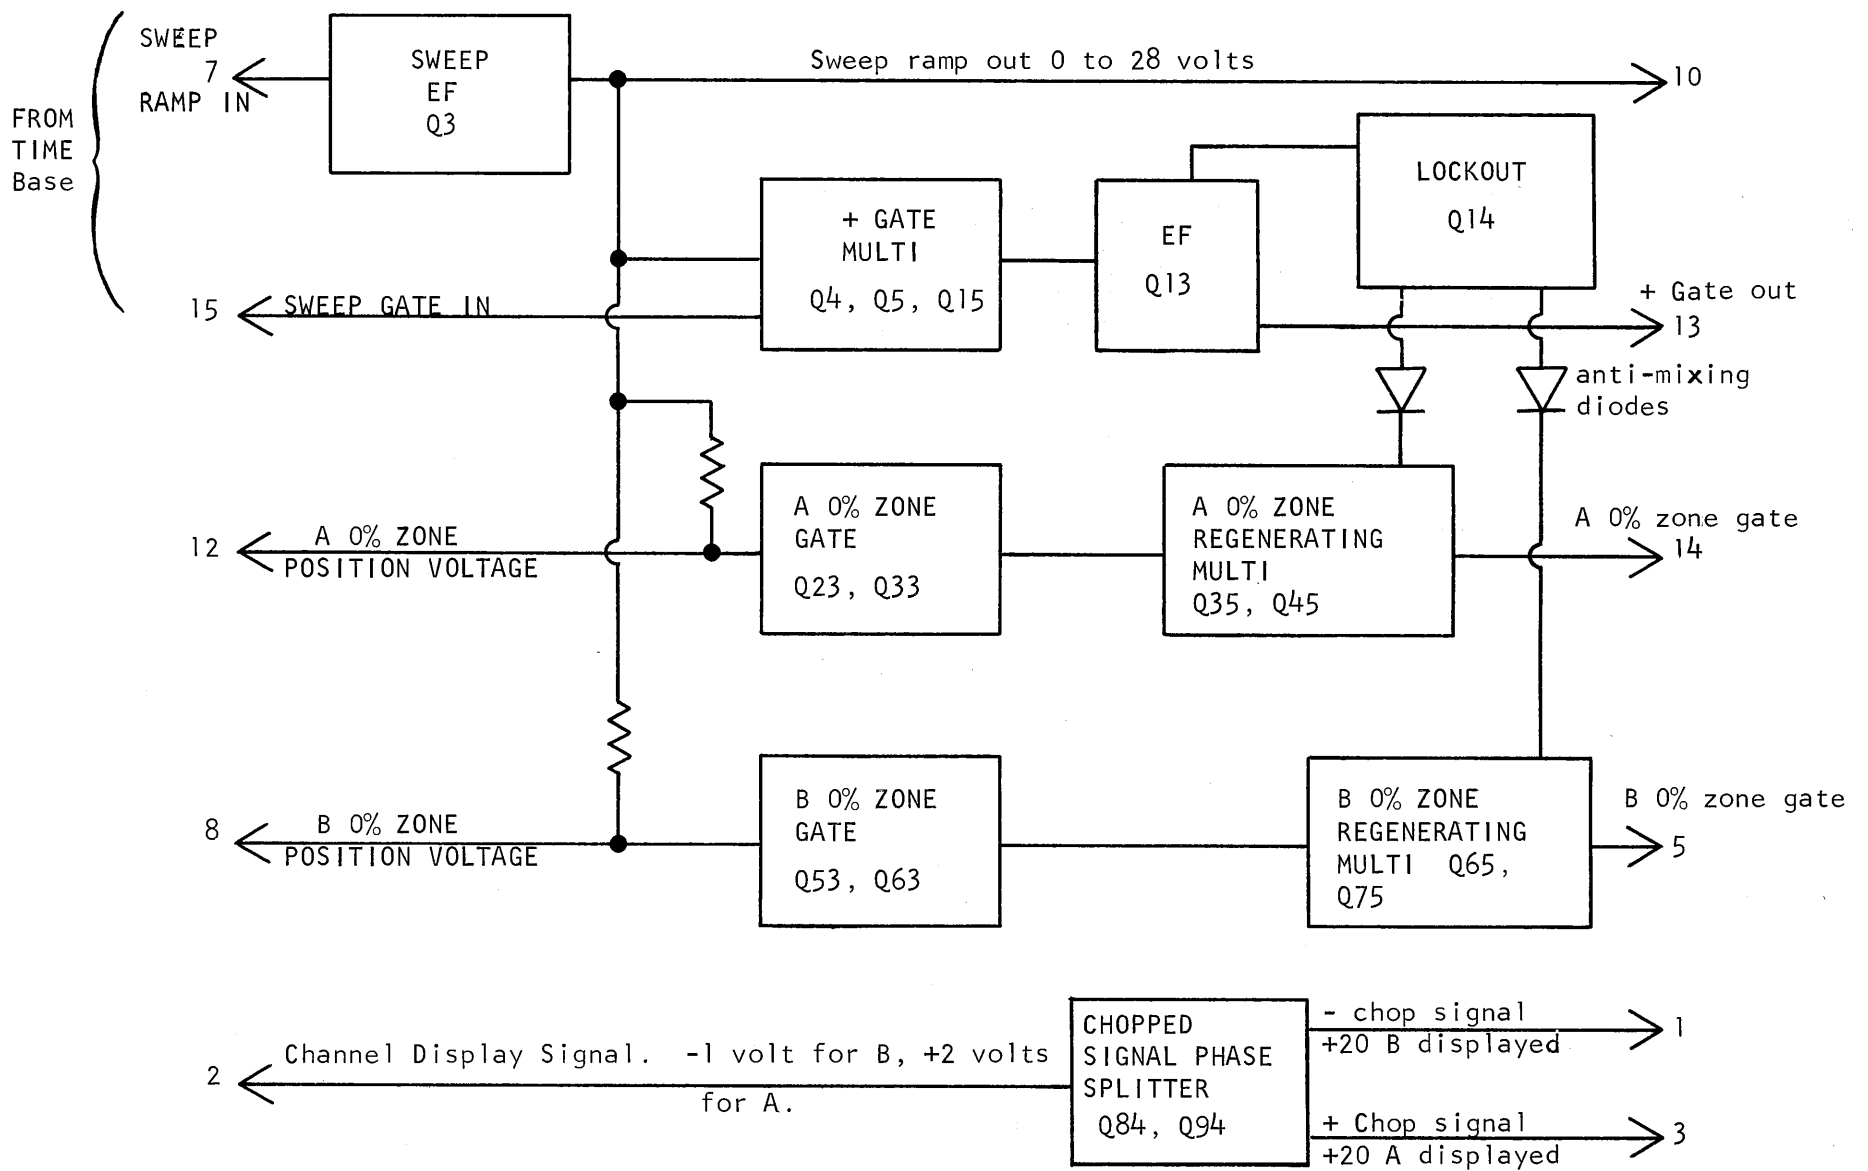 SWEEP
7
RAMP IN
FROM
TIME
Base
SWEEP
EF
Q3
Sweep ramp out 0 to 28 volts
10
LOCKOUT
Q14
+ GATE
MULTI
Q4, Q5, Q15
EF
Q13
15
SWEEP GATE IN
+ Gate out
13
anti-mixing
diodes
12
A 0% ZONE
POSITION VOLTAGE
A 0% ZONE
GATE
Q23, Q33
A 0% ZONE
REGENERATING
MULTI
Q35, Q45
A 0% zone gate
14
8
B 0% ZONE
POSITION VOLTAGE
B 0% ZONE
GATE
Q53, Q63
B 0% ZONE
REGENERATING
MULTI Q65,
Q75
B 0% zone gate
5
2
Channel Display Signal. -1 volt for B, +2 volts
for A.
CHOPPED
SIGNAL PHASE
SPLITTER
Q84, Q94
- chop signal
+20 B displayed
1
+ Chop signal
+20 A displayed
3